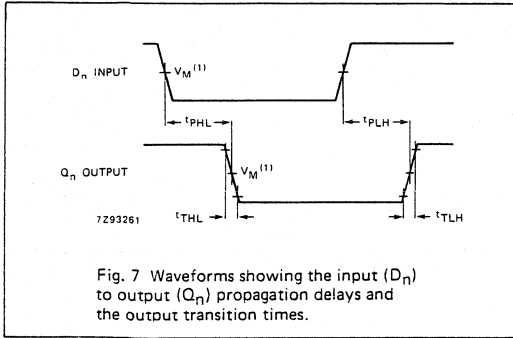 Dn INPUT
VM(1)
tPHL
tPLH
Qn OUTPUT
VM(1)
7Z93261
tTHL
tTLH
Fig. 7 Waveforms showing the input (Dn)
to output (Qn) propagation delays and
the output transition times.